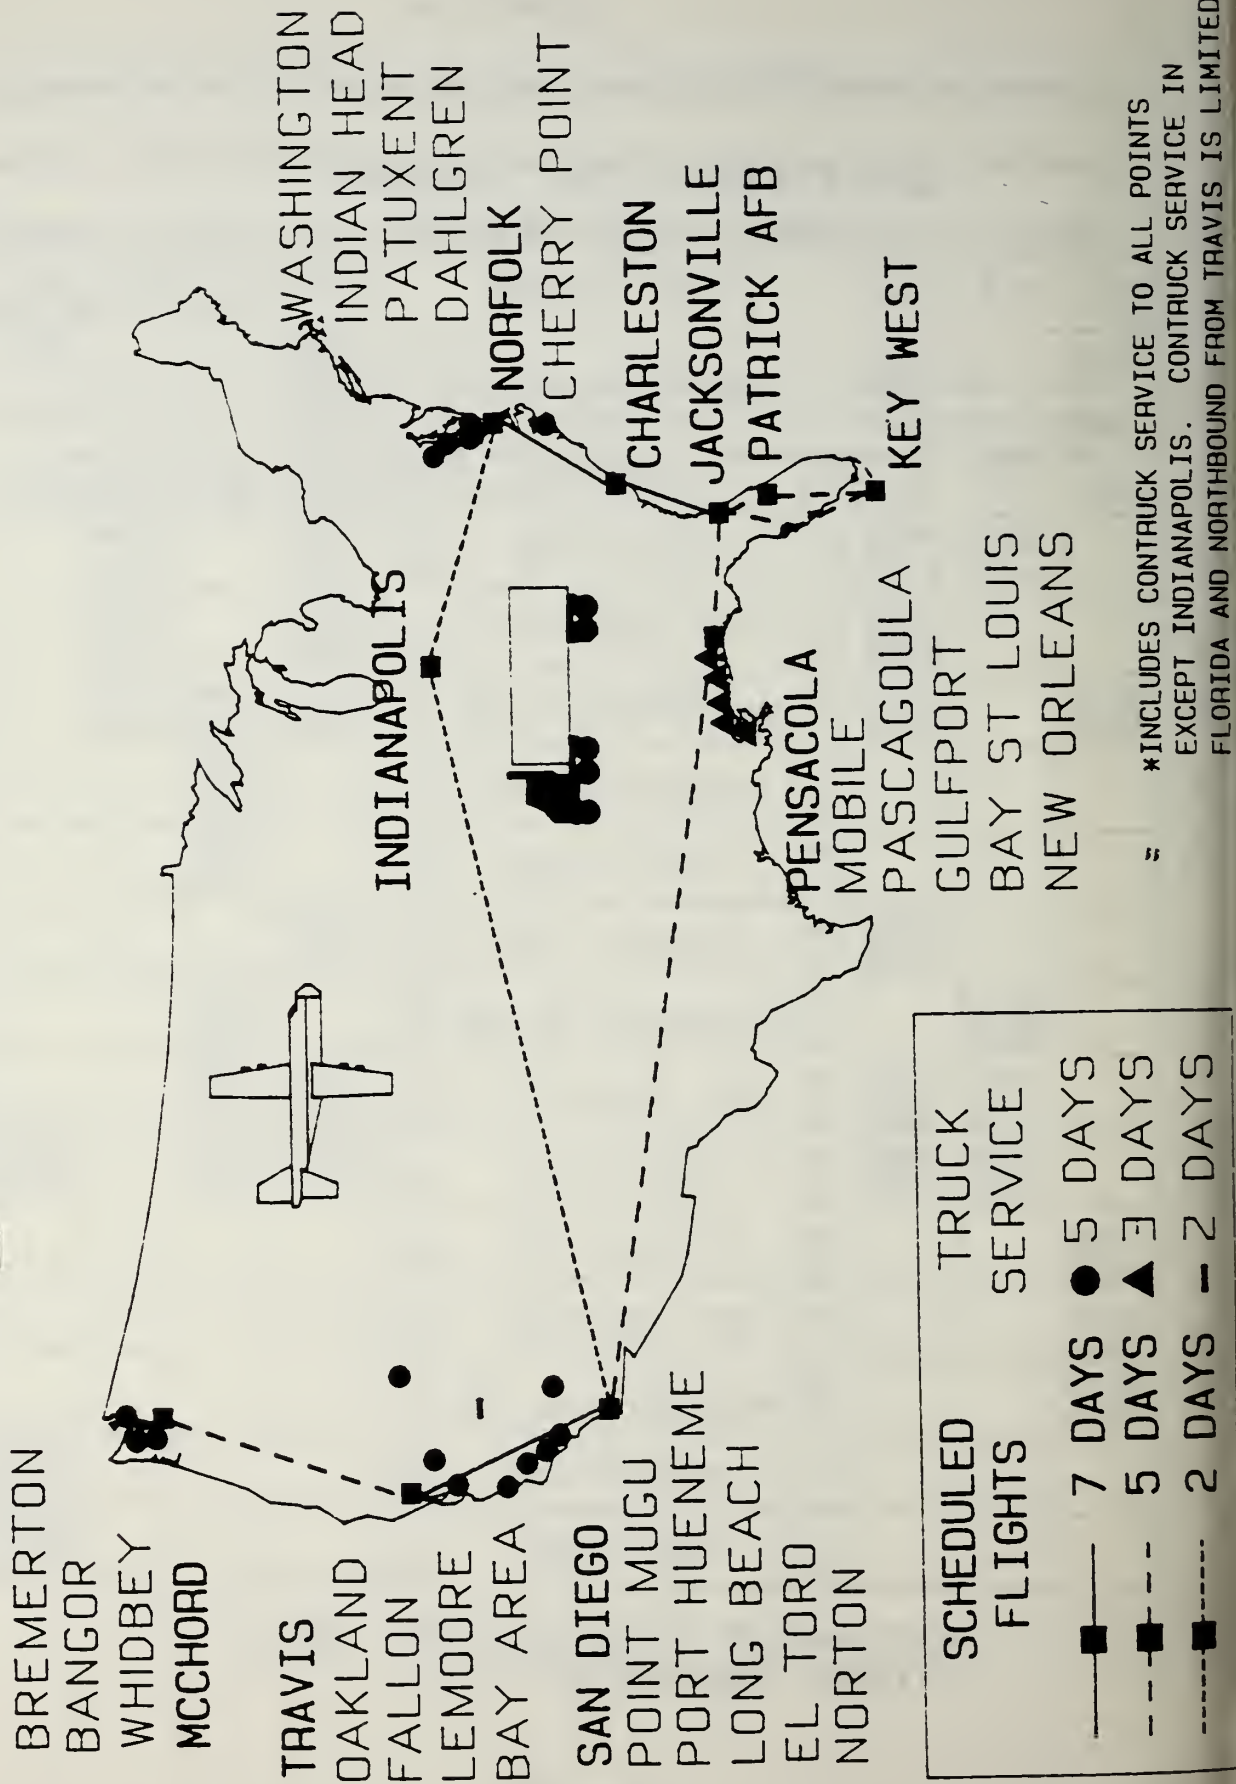 BREMERTON
BANGOR
WHIDBEY
MCCHORD
TRAVIS
OAKLAND
FALLON
LEMOORE
BAY AREA
SAN DIEGO
POINT MUGU
PORT HUENEME
LONG BEACH
EL TORO
NORTON
INDIANAPOLIS
WASHINGTON
INDIAN HEAD
PATUXENT
DAHLGREN
NORFOLK
CHERRY POINT
CHARLESTON
JACKSONVILLE
PATRICK AFB
KEY WEST
PENSACOLA
MOBILE
PASCAGOULA
GULFPORT
BAY ST LOUIS
NEW ORLEANS
SCHEDULED FLIGHTS
TRUCK SERVICE
7 DAYS 5 DAYS
5 DAYS 3 DAYS
2 DAYS 2 DAYS
*INCLUDES CONTRUCK SERVICE TO ALL POINTS
EXCEPT INDIANAPOLIS. CONTRUCK SERVICE IN
FLORIDA AND NORTHBOUND FROM TRAVIS IS LIMITED